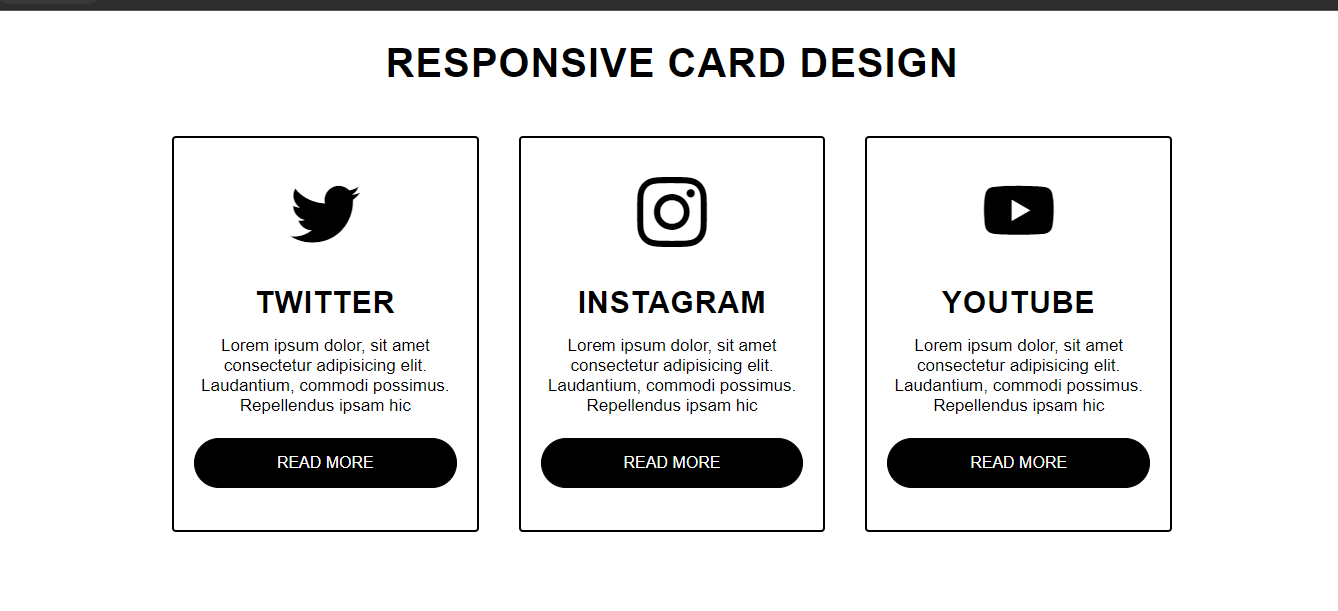 RESPONSIVE CARD DESIGN
TWITTER
Lorem ipsum dolor, sit amet
consectetur adipisicing elit.
Laudantium, commodi possimus.
Repellendus ipsam hic
READ MORE
INSTAGRAM
Lorem ipsum dolor, sit amet
consectetur adipisicing elit.
Laudantium, commodi possimus.
Repellendus ipsam hic
READ MORE
YOUTUBE
Lorem ipsum dolor, sit amet
consectetur adipisicing elit.
Laudantium, commodi possimus.
Repellendus ipsam hic
READ MORE